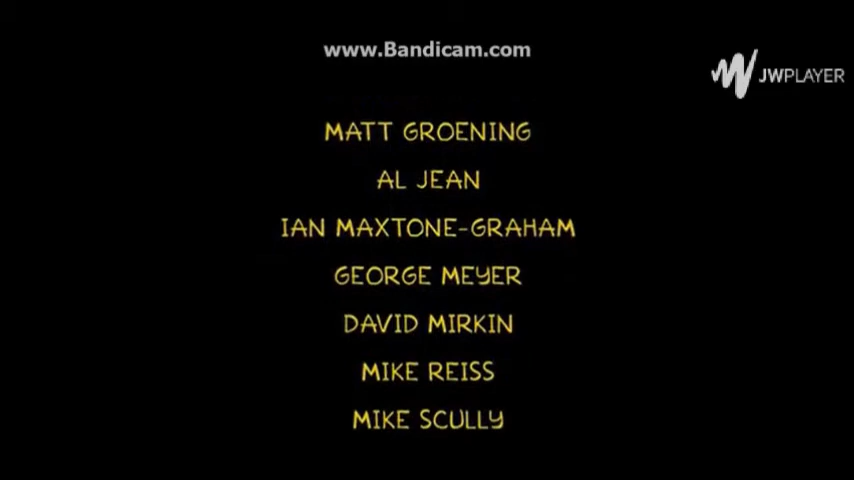 www.Bandicam.com
JWPLAYER
MATT GROENING
AL JEAN
IAN MAXTONE-GRAHAM
GEORGE MEYER
DAVID MIRKIN
MIKE REISS
MIKE SCULLY